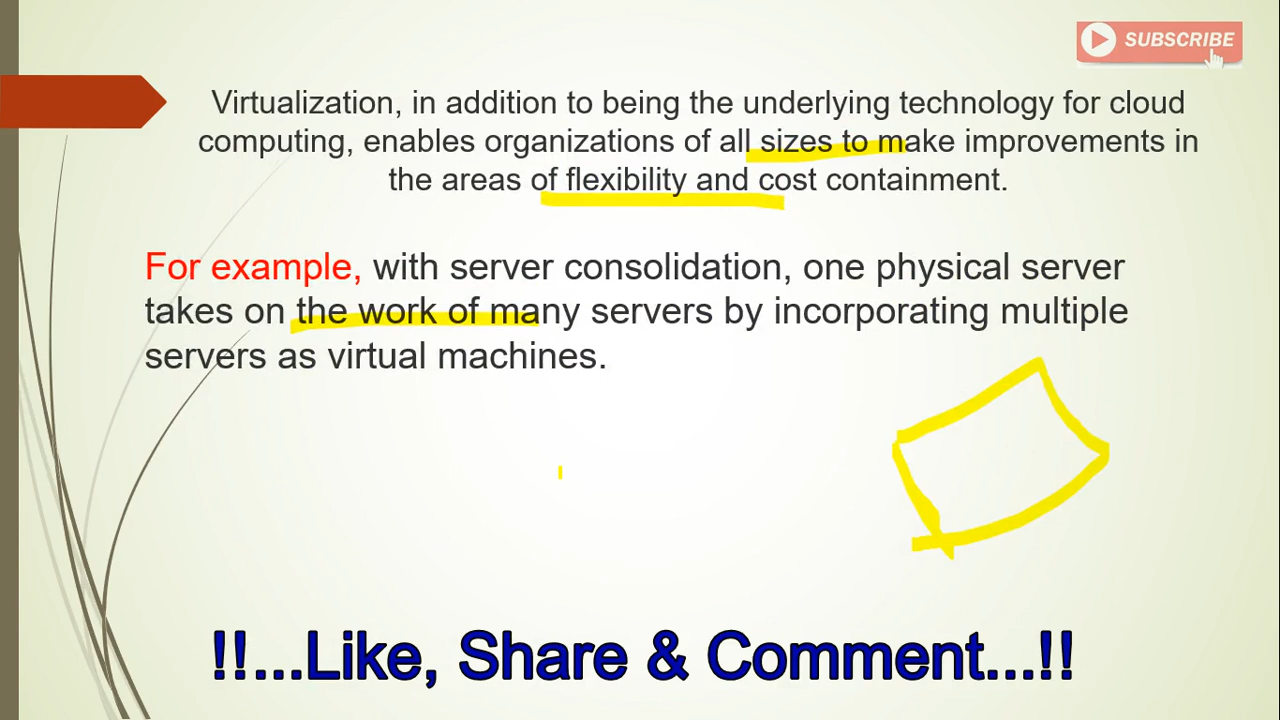 SUBSCRIBE
Virtualization, in addition to being the underlying technology for cloud
computing, enables organizations of all sizes to make improvements in
the areas of flexibility and cost containment.
For example, with server consolidation, one physical server
takes on the work of many servers by incorporating multiple
servers as virtual machines.
!!...Like, Share & Comment...!!